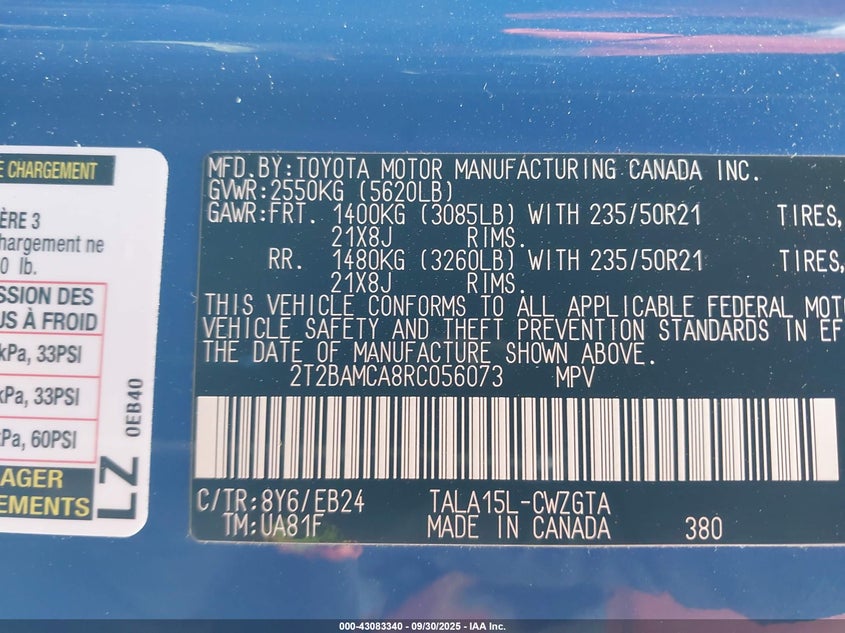 E CHARGEMENT
ÈRE 3
hargement ne
0 lb.
SSION DES
US À FROID
kPa, 33PSI
kPa, 33PSI
kPa, 60PSI
AGER
EMENTS
LZ
0EB40
MFD.BY:TOYOTA MOTOR MANUFACTURING CANADA INC.
GVWR:2550KG (5620LB)
GAWR:FRT. 1400KG (3085LB) WITH 235/50R21 TIRES,
21X8J RIMS.
RR. 1480KG (3260LB) WITH 235/50R21 TIRES,
21X8J RIMS.
THIS VEHICLE CONFORMS TO ALL APPLICABLE FEDERAL MOTO
VEHICLE SAFETY AND THEFT PREVENTION STANDARDS IN EF
THE DATE OF MANUFACTURE SHOWN ABOVE.
2T2BAMCA8RC056073 MPV
C/TR:8Y6/EB24 TALA15L-CWZGTA
TM:UA81F MADE IN CANADA 380
000-43083340 - 09/30/2025 - IAA Inc.